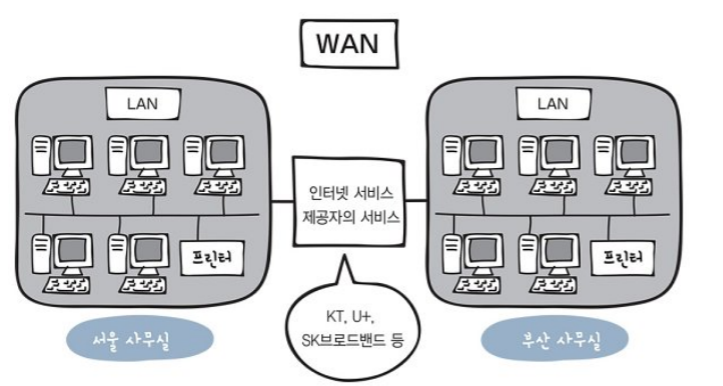 WAN
LAN
프린터
서울 사무실
인터넷 서비스
제공자의 서비스
KT, U+,
SK브로드밴드 등
LAN
프린터
부산 사무실